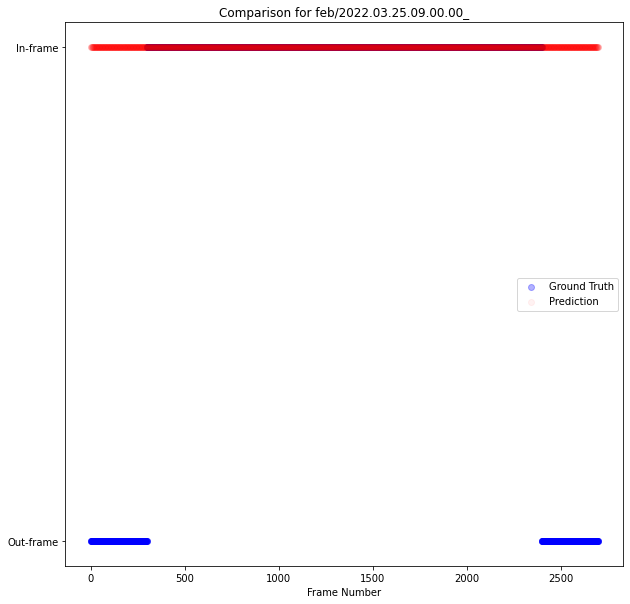 Comparison for feb/2022.03.25.09.00.00_
In-frame
Ground Truth
Prediction
Out-frame
0 500 1000 1500 2000 2500
Frame Number